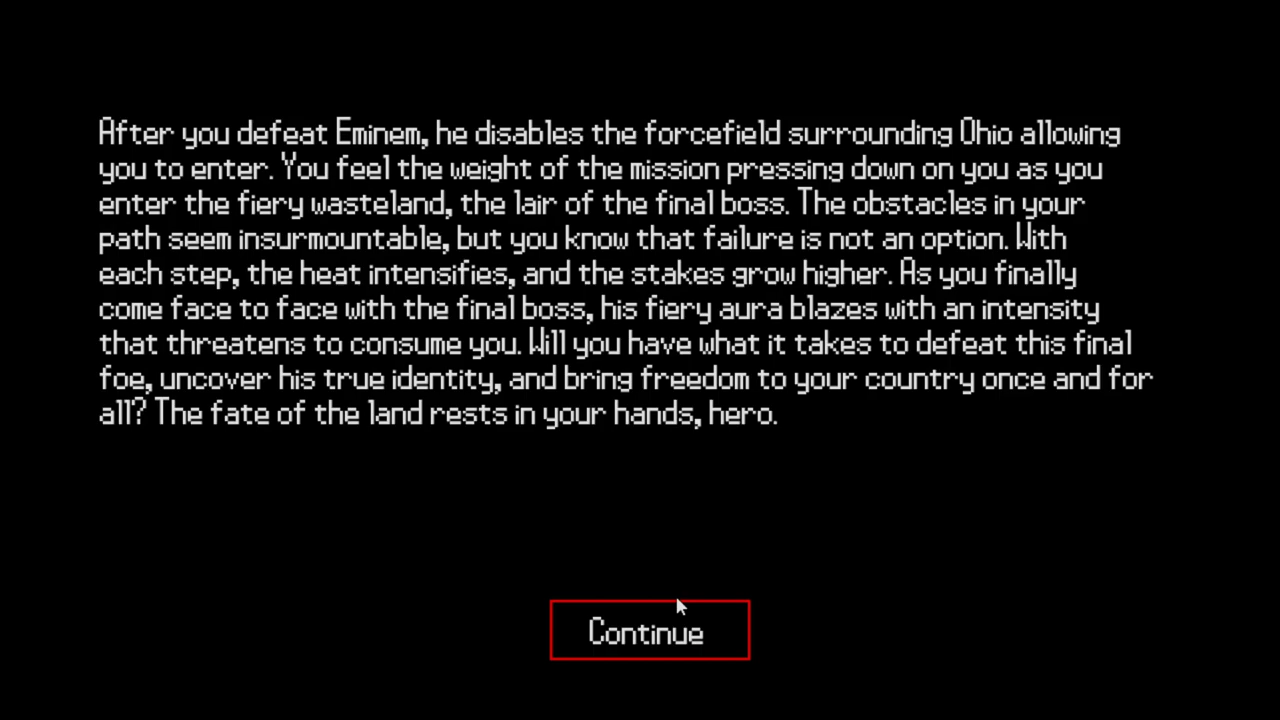 After you defeat Eminem, he disables the forcefield surrounding Ohio allowing
you to enter. You feel the weight of the mission pressing down on you as you
enter the fiery wasteland, the lair of the final boss. The obstacles in your
path seem insurmountable, but you know that failure is not an option. With
each step, the heat intensifies, and the stakes grow higher. As you finally
come face to face with the final boss, his fiery aura blazes with an intensity
that threatens to consume you. Will you have what it takes to defeat this final
foe, uncover his true identity, and bring freedom to your country once and for
all? The fate of the land rests in your hands, hero.
Continue